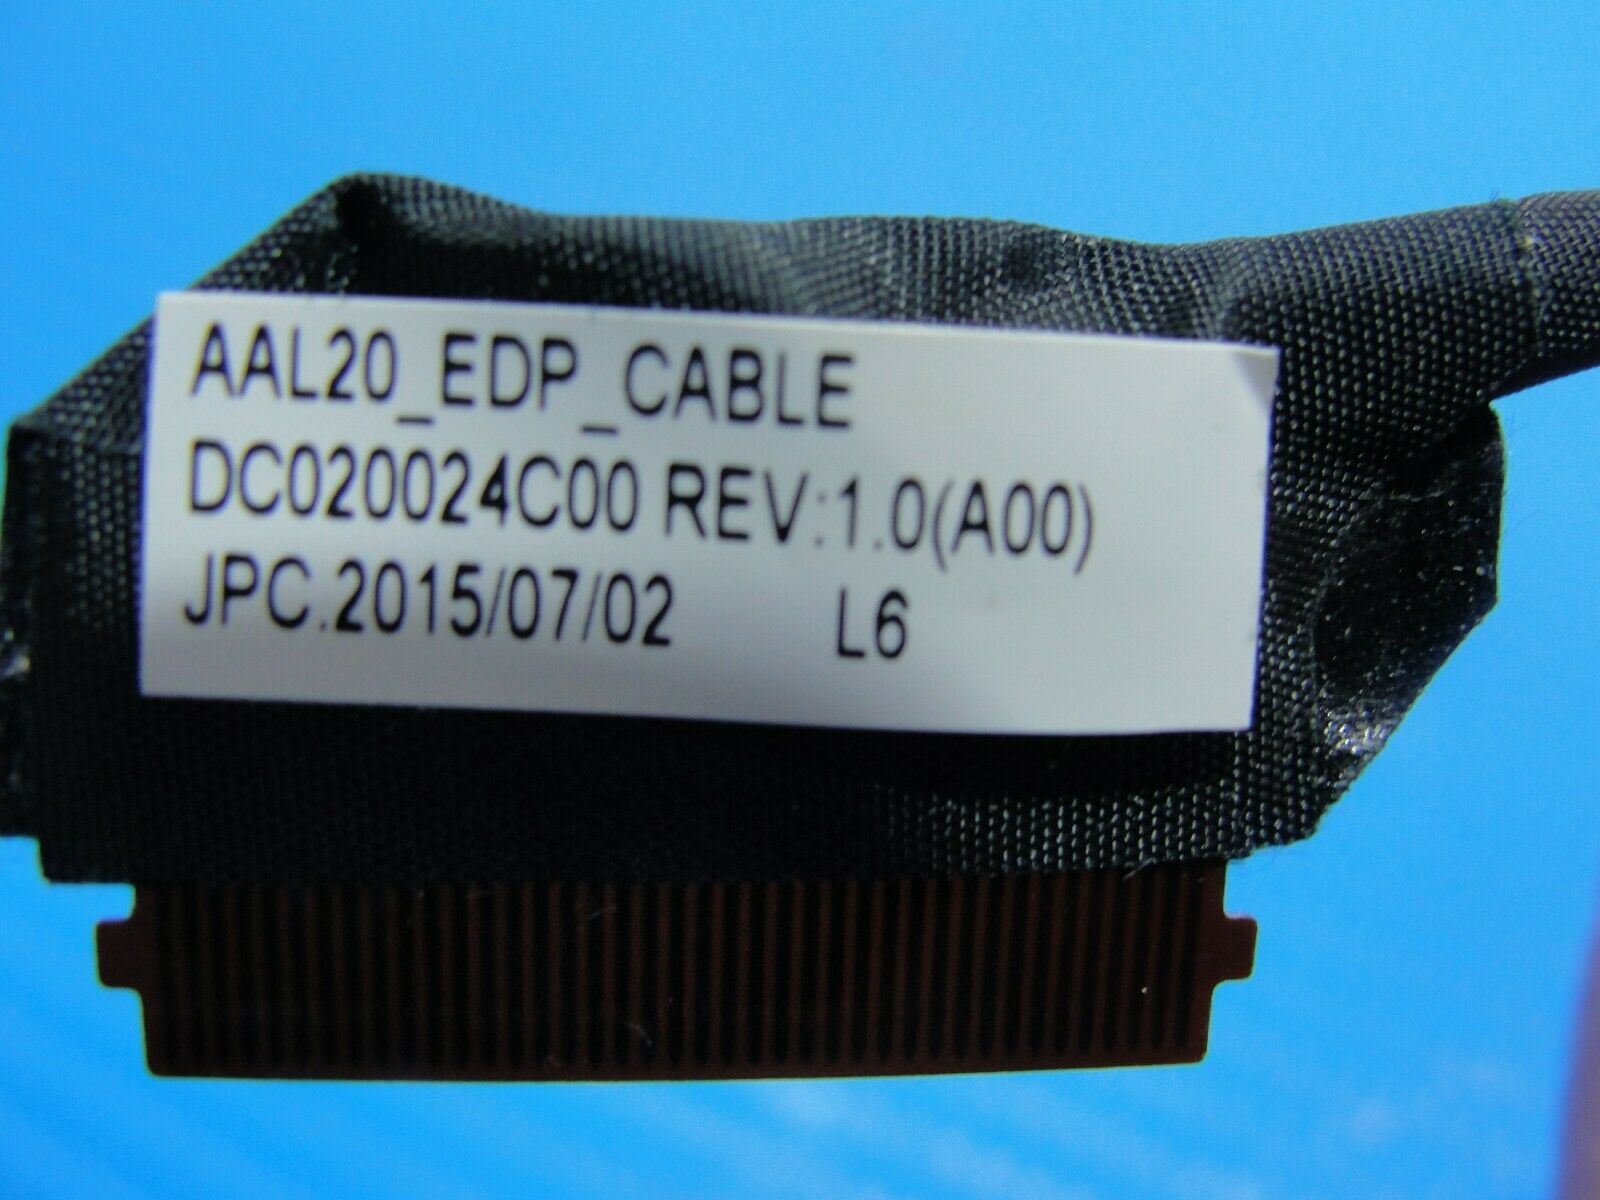 AAL20_EDP_CABLE
DC020024C00 REV:1.0(A00)
JPC.2015/07/02 L6